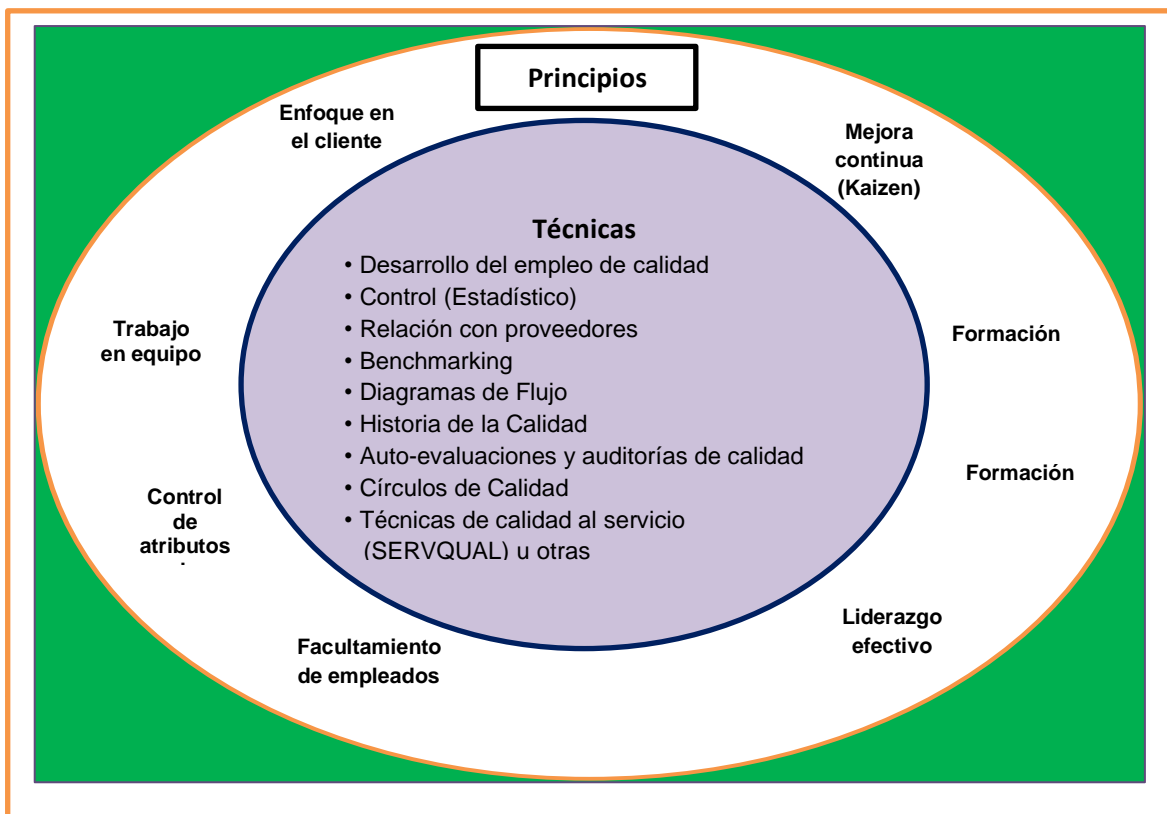 Principios
Enfoque en
el cliente
Mejora
continua
(Kaizen)
Técnicas
• Desarrollo del empleo de calidad
• Control (Estadístico)
• Relación con proveedores
• Benchmarking
• Diagramas de Flujo
• Historia de la Calidad
• Auto-evaluaciones y auditorías de calidad
• Círculos de Calidad
• Técnicas de calidad al servicio
(SERVQUAL) u otras
Trabajo
en equipo
Formación
Control
de
atributos
Formación
Facultamiento
de empleados
Liderazgo
efectivo